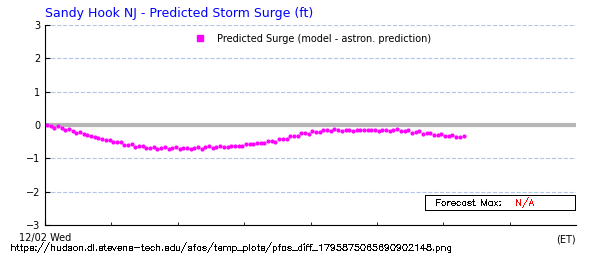 Sandy Hook NJ - Predicted Storm Surge (ft)
Predicted Surge (model - astron. prediction)
3
2
1
0
−1
−2
−3
Forecast Max: N/A
12/02 Wed
(ET)
https://hudson.dl.stevens-tech.edu/sfas/temp_plots/pfas_diff_1795875065690902148.png